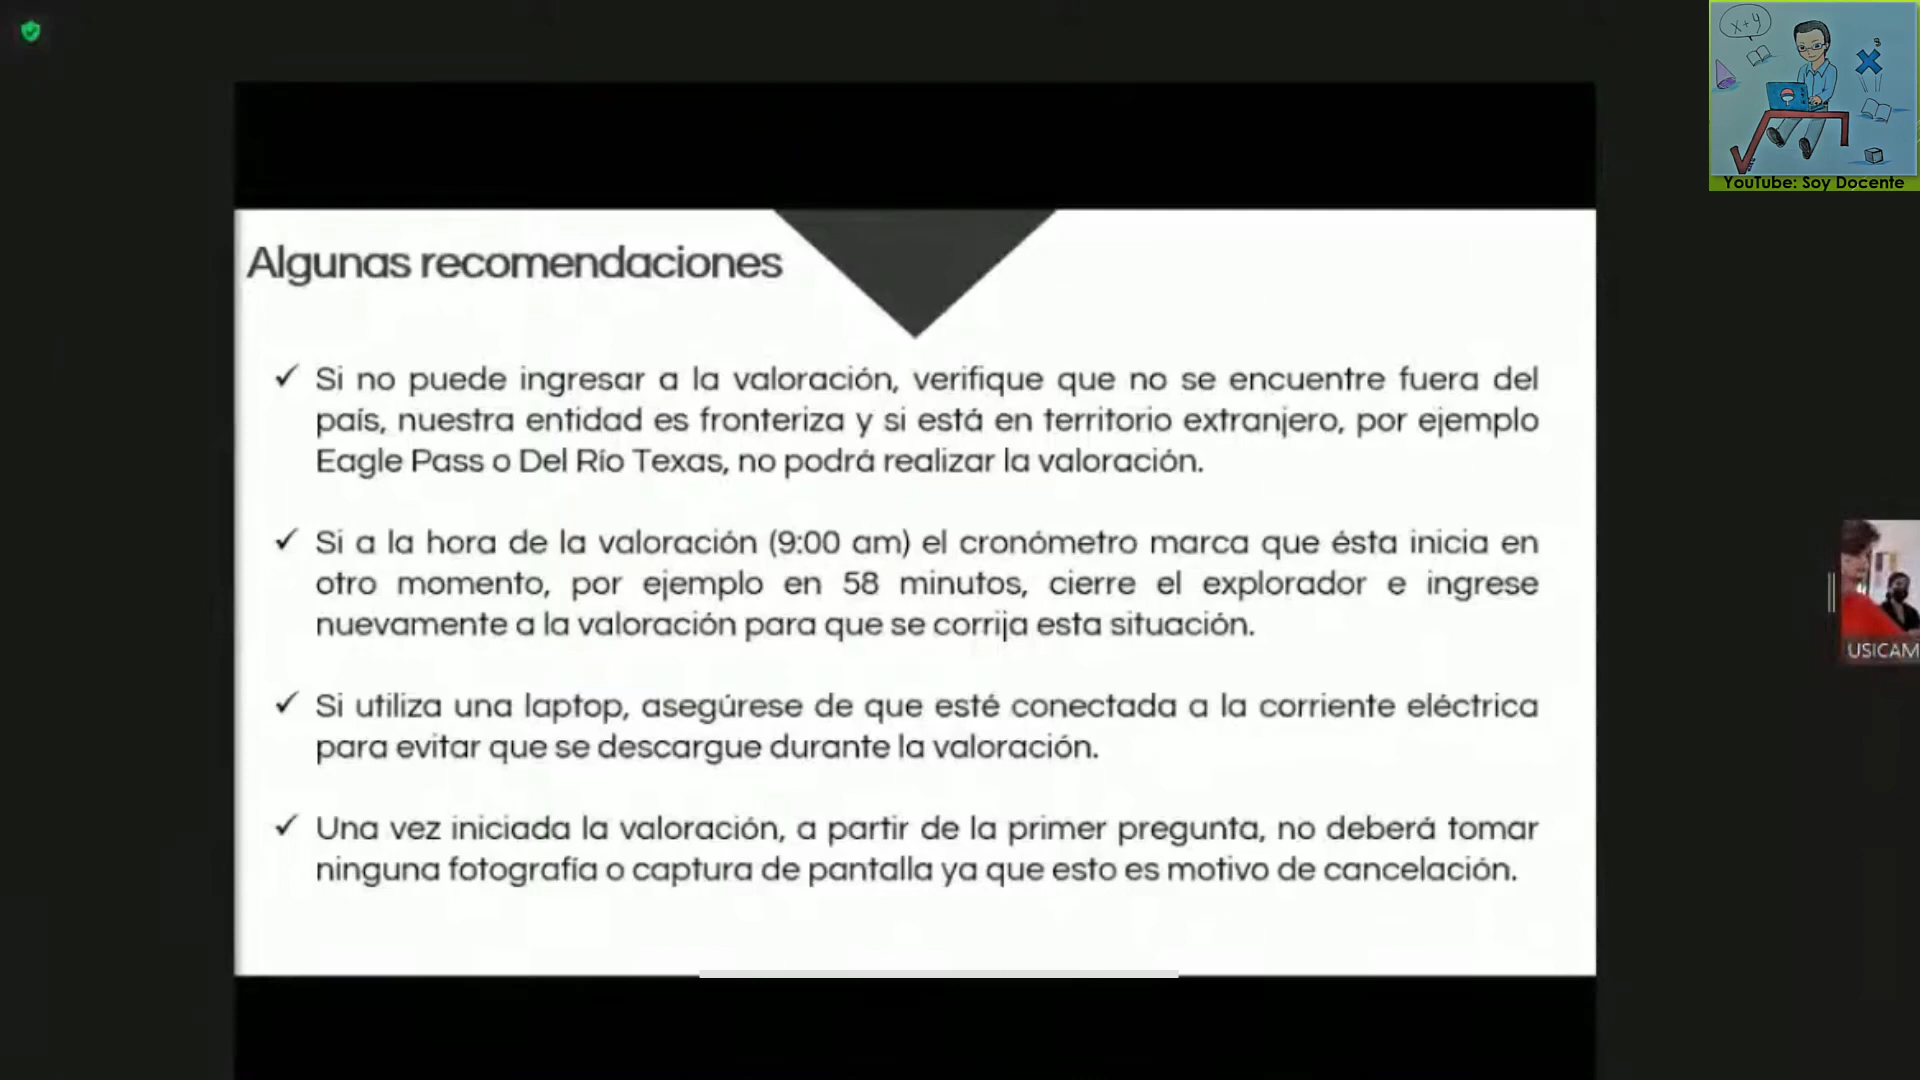 x+y
3
YouTube: Soy Docente
Algunas recomendaciones
✓ Si no puede ingresar a la valoración, verifique que no se encuentre fuera del
país, nuestra entidad es fronteriza y si está en territorio extranjero, por ejemplo
Eagle Pass o Del Río Texas, no podrá realizar la valoración.
✓ Si a la hora de la valoración (9:00 am) el cronómetro marca que ésta inicia en
otro momento, por ejemplo en 58 minutos, cierre el explorador e ingrese
nuevamente a la valoración para que se corrija esta situación.
✓ Si utiliza una laptop, asegúrese de que esté conectada a la corriente eléctrica
para evitar que se descargue durante la valoración.
✓ Una vez iniciada la valoración, a partir de la primer pregunta, no deberá tomar
ninguna fotografía o captura de pantalla ya que esto es motivo de cancelación.
USICAM